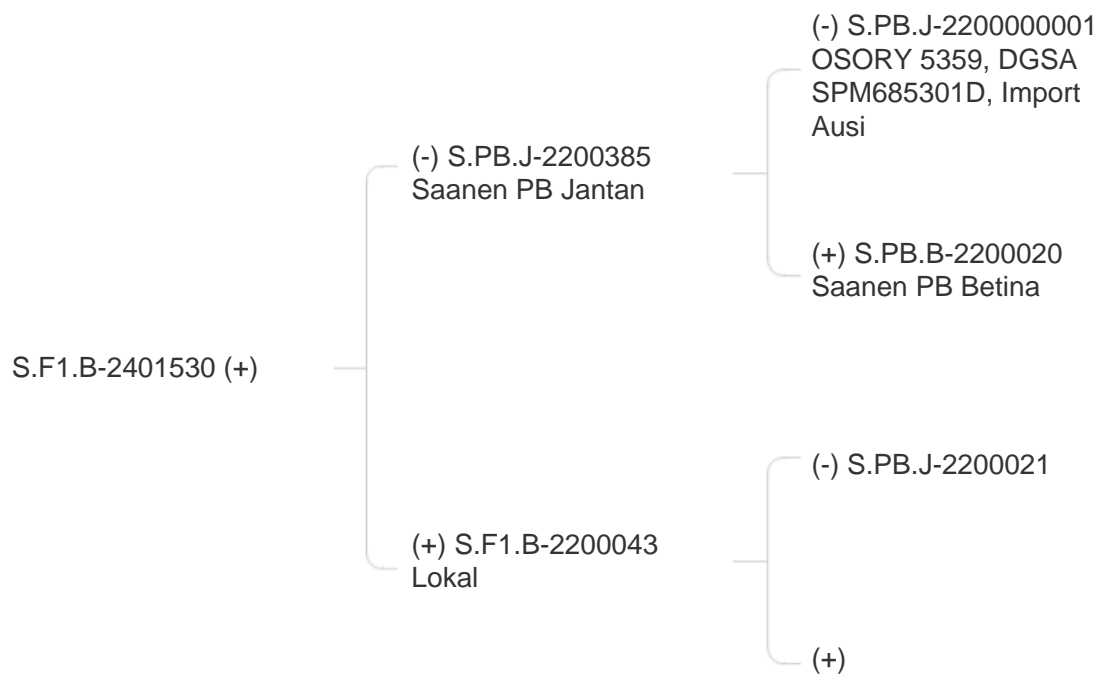 (-) S.PB.J-2200000001
OSORY 5359, DGSA
SPM685301D, Import
Ausi
(-) S.PB.J-2200385
Saanen PB Jantan
(+) S.PB.B-2200020
Saanen PB Betina
S.F1.B-2401530 (+)
(-) S.PB.J-2200021
(+) S.F1.B-2200043
Lokal
(+)